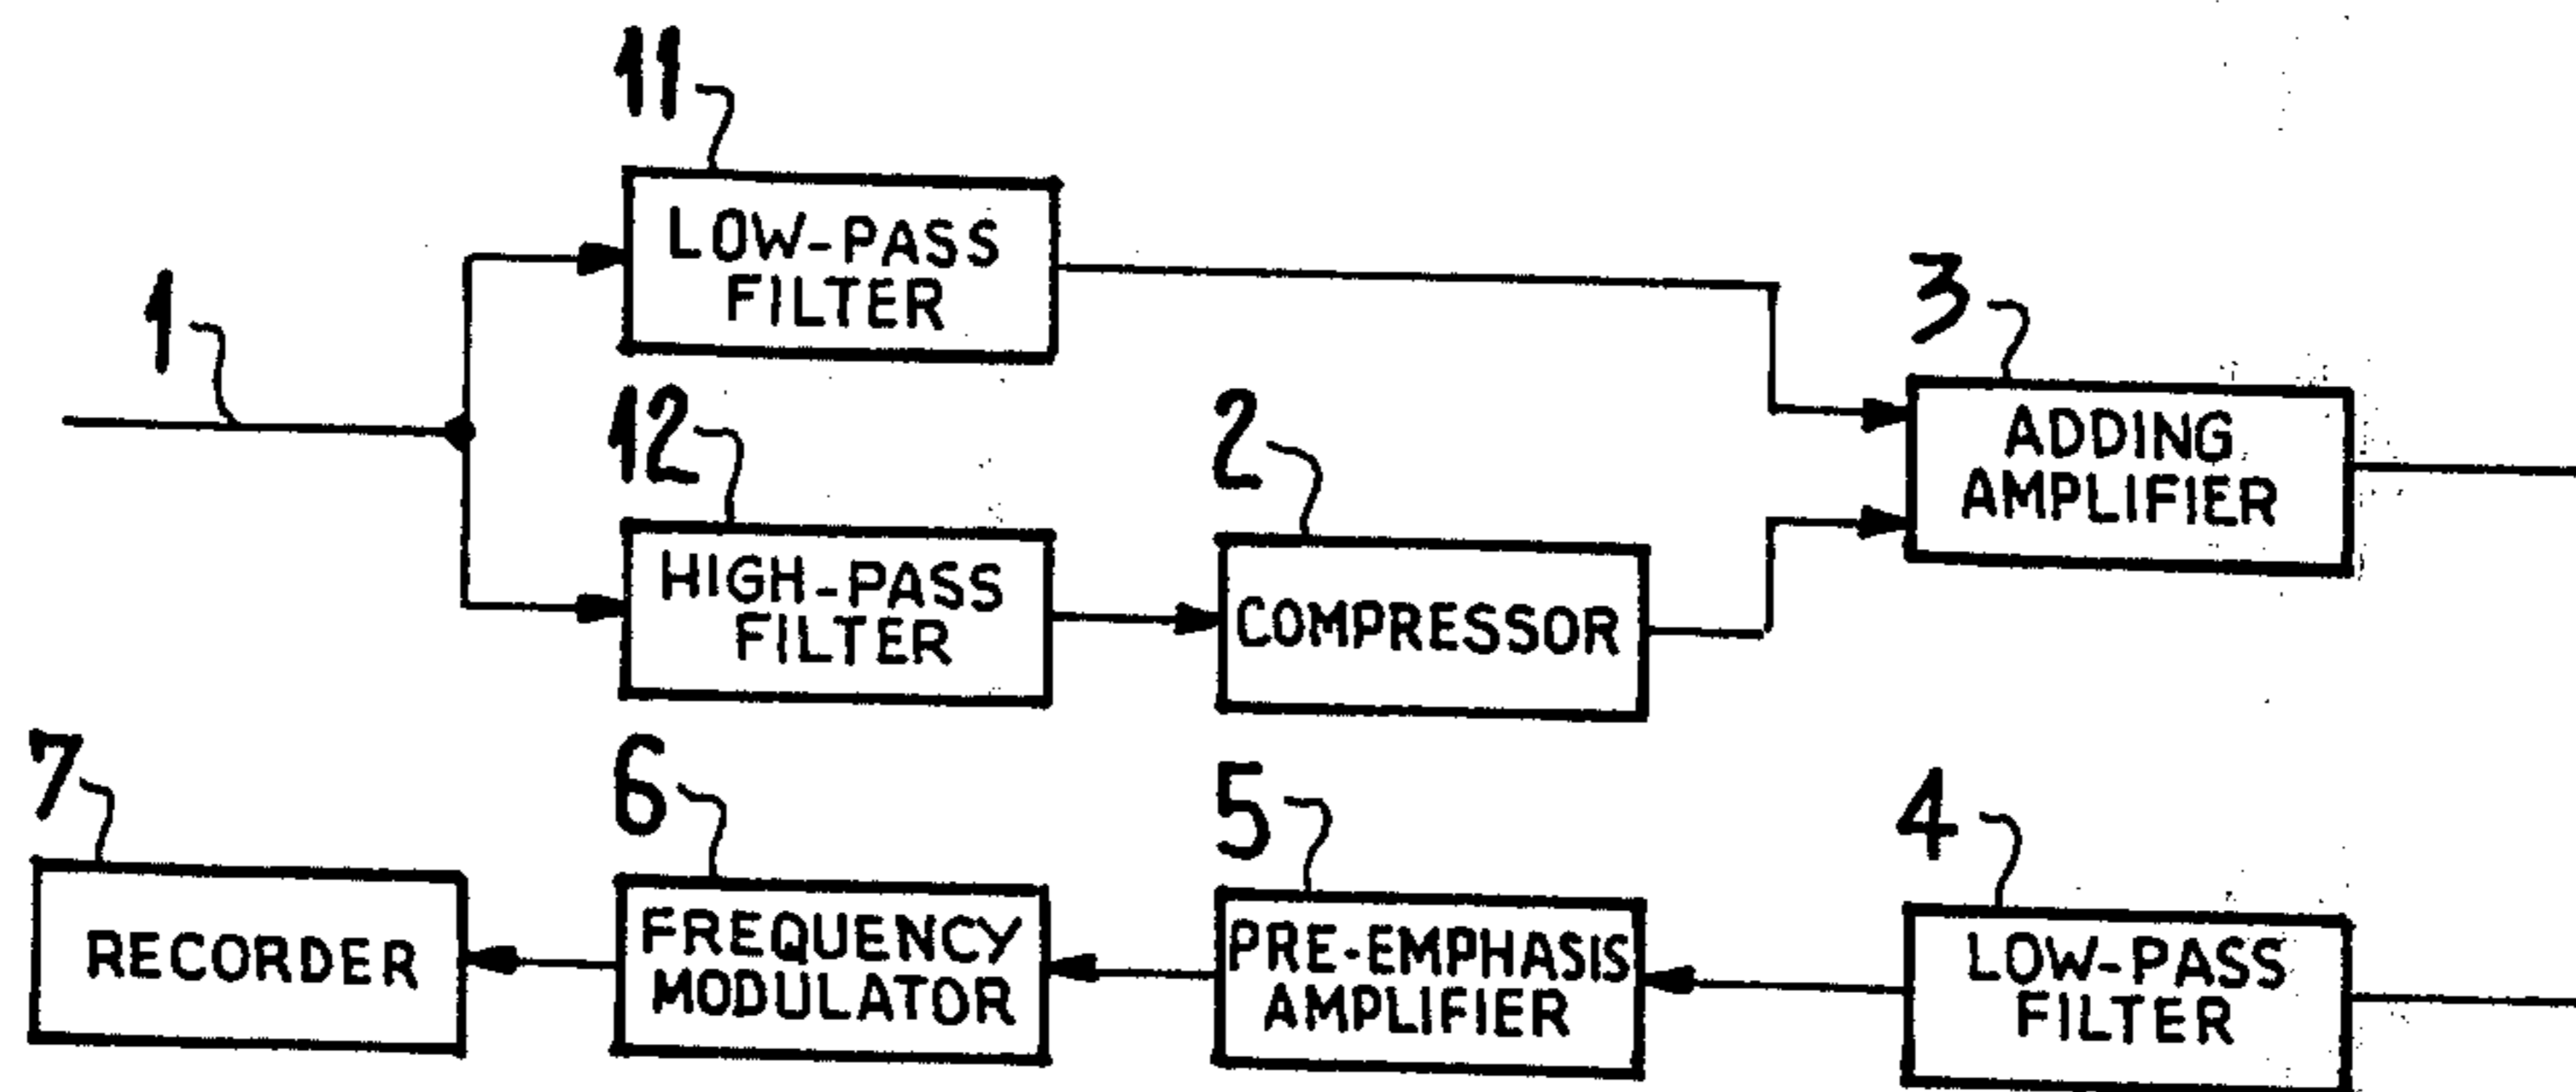 11
LOW-PASS
FILTER
1
3
ADDING
AMPLIFIER
12
HIGH-PASS
FILTER
2
COMPRESSOR
7
RECORDER
6
FREQUENCY
MODULATOR
5
PRE-EMPHASIS
AMPLIFIER
4
LOW-PASS
FILTER